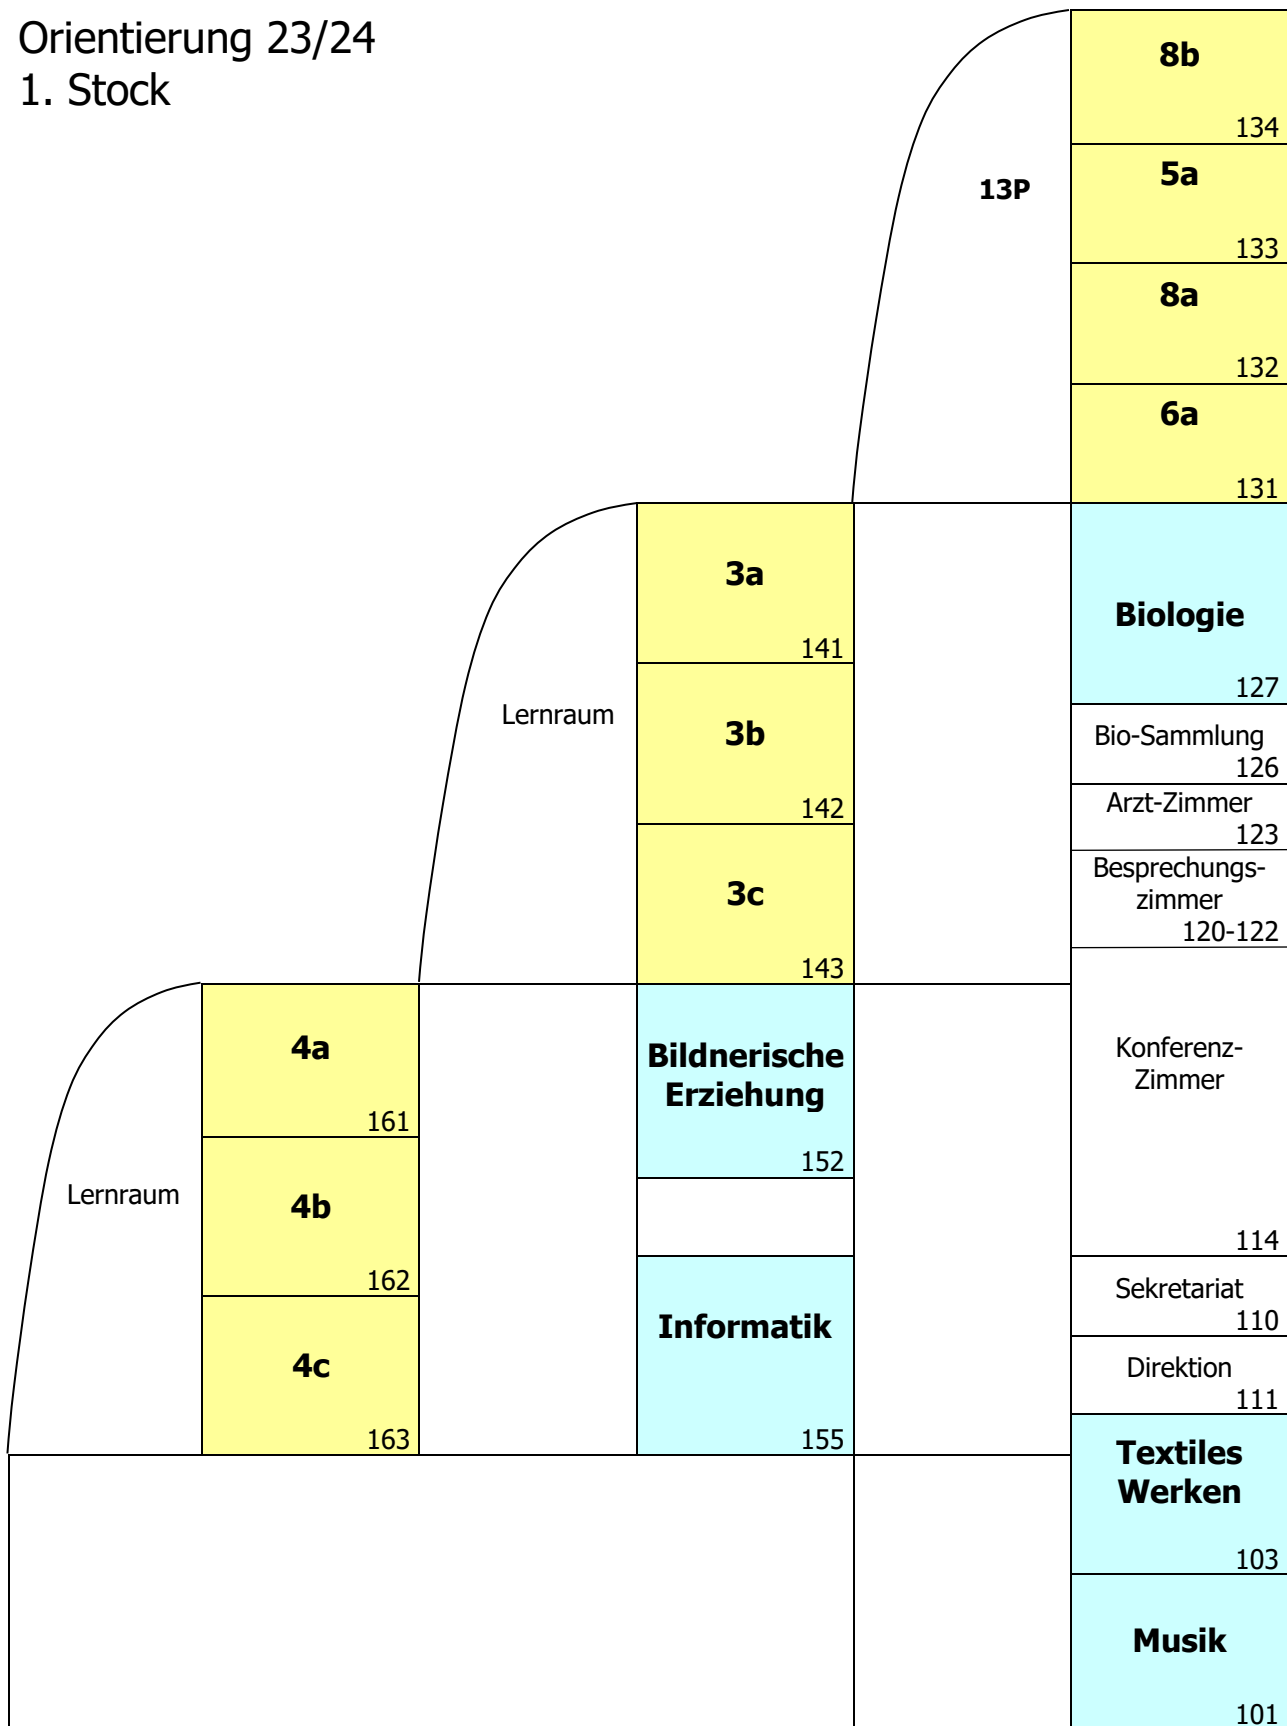 Orientierung 23/24
1. Stock
8b
134
13P
5a
133
8a
132
6a
131
3a
141
Lernraum
3b
142
3c
143
Biologie
127
Bio-Sammlung
126
Arzt-Zimmer
123
Besprechungs-
zimmer
120-122
4a
161
Lernraum
4b
162
4c
163
Bildnerische
Erziehung
152
Informatik
155
Konferenz-
Zimmer
114
Sekretariat
110
Direktion
111
Textiles
Werken
103
Musik
101